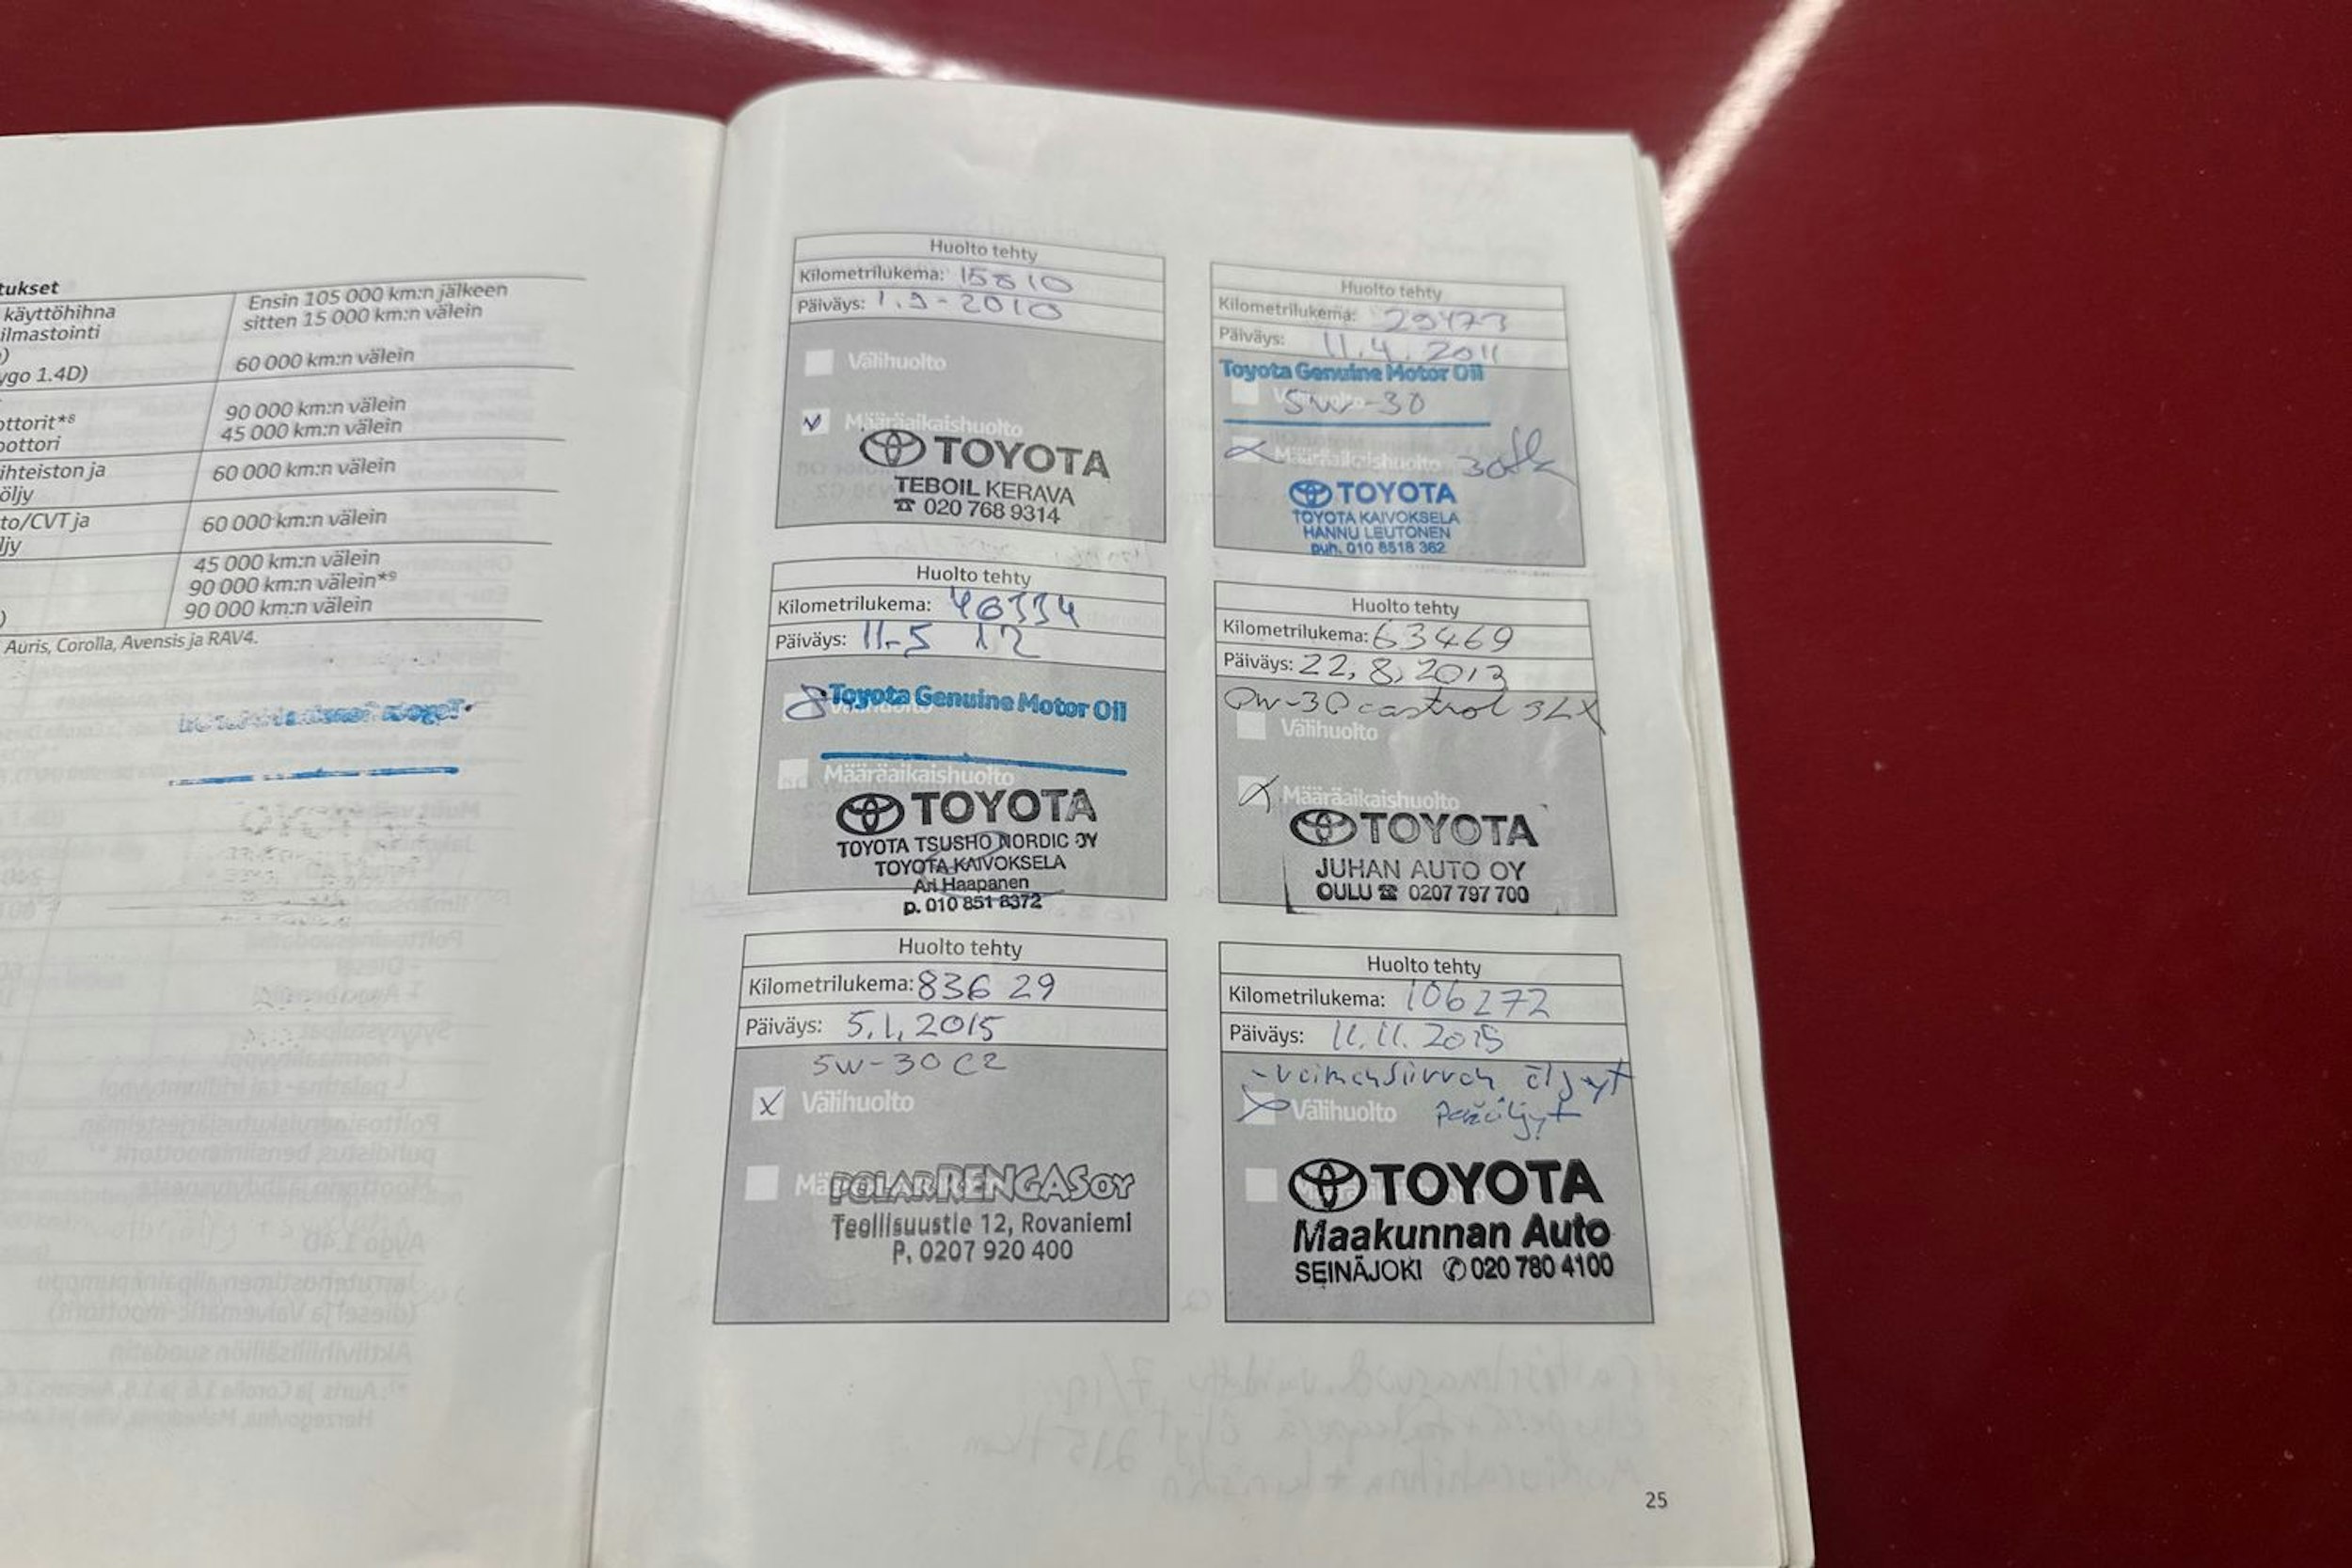 tukset
käyttöhihna
ilmastointi
Ensin 105 000 km:n jälkeen
sitten 15 000 km:n välein
)
ygo 1.4D)
60 000 km:n välein
ottorit*8
oottori
90 000 km:n välein
45 000 km:n välein
ihteiston ja
öljy
60 000 km:n välein
to/CVT ja
ljy
60 000 km:n välein
45 000 km:n välein
90 000 km:n välein*9
)
90 000 km:n välein
Auris, Corolla, Avensis ja RAV4.
Huolto tehty
Kilometrilukema: 15810
Päiväys: 1.9-2010
Välihuolto
Määräaikaishuolto
TOYOTA
TEBOIL KERAVA
☎ 020 768 9314
Huolto tehty
Kilometrilukema: 29473
Päiväys: 11.4.2011
Toyota Genuine Motor Oil
Välihuolto
5W-30
Määräaikaishuolto
TOYOTA
TOYOTA KAIVOKSELA
HANNU LEUTONEN
puh. 010 8518 362
Huolto tehty
Kilometrilukema: 46334
Päiväys: 11.5 12
Toyota Genuine Motor Oil
Määräaikaishuolto
TOYOTA
TOYOTA TSUSHO NORDIC OY
TOYOTA KAIVOKSELA
Ari Haapanen
p. 010 851 8372
Huolto tehty
Kilometrilukema: 63469
Päiväys: 22,8,2013
0W-30 castrol SLX
Välihuolto
Määräaikaishuolto
TOYOTA
JUHAN AUTO OY
OULU ☎ 0207 797 700
Huolto tehty
Kilometrilukema: 83629
Päiväys: 5.1.2015
5W-30 C2
x Välihuolto
POLARRENGAS OY
Teollisuustie 12, Rovaniemi
P. 0207 920 400
Huolto tehty
Kilometrilukema: 106272
Päiväys: 11.11.2015
-voimansiirron öljyt
Välihuolto
peräöljyt
TOYOTA
Maakunnan Auto
SEINÄJOKI ✆ 020 780 4100
25